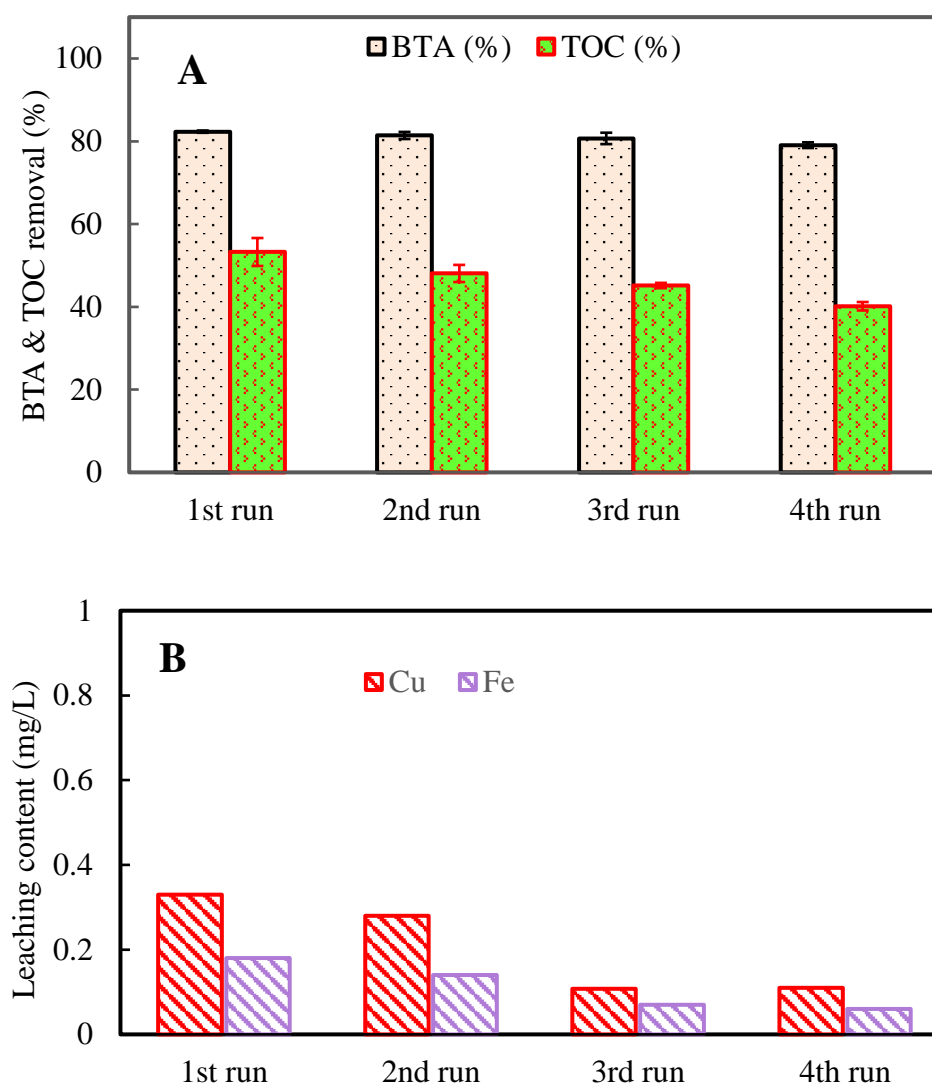 A
BTA (%) TOC (%)
BTA & TOC removal (%)
100
80
60
40
20
0
1st run 2nd run 3rd run 4th run
B
Cu Fe
Leaching content (mg/L)
1
0.8
0.6
0.4
0.2
0
1st run 2nd run 3rd run 4th run